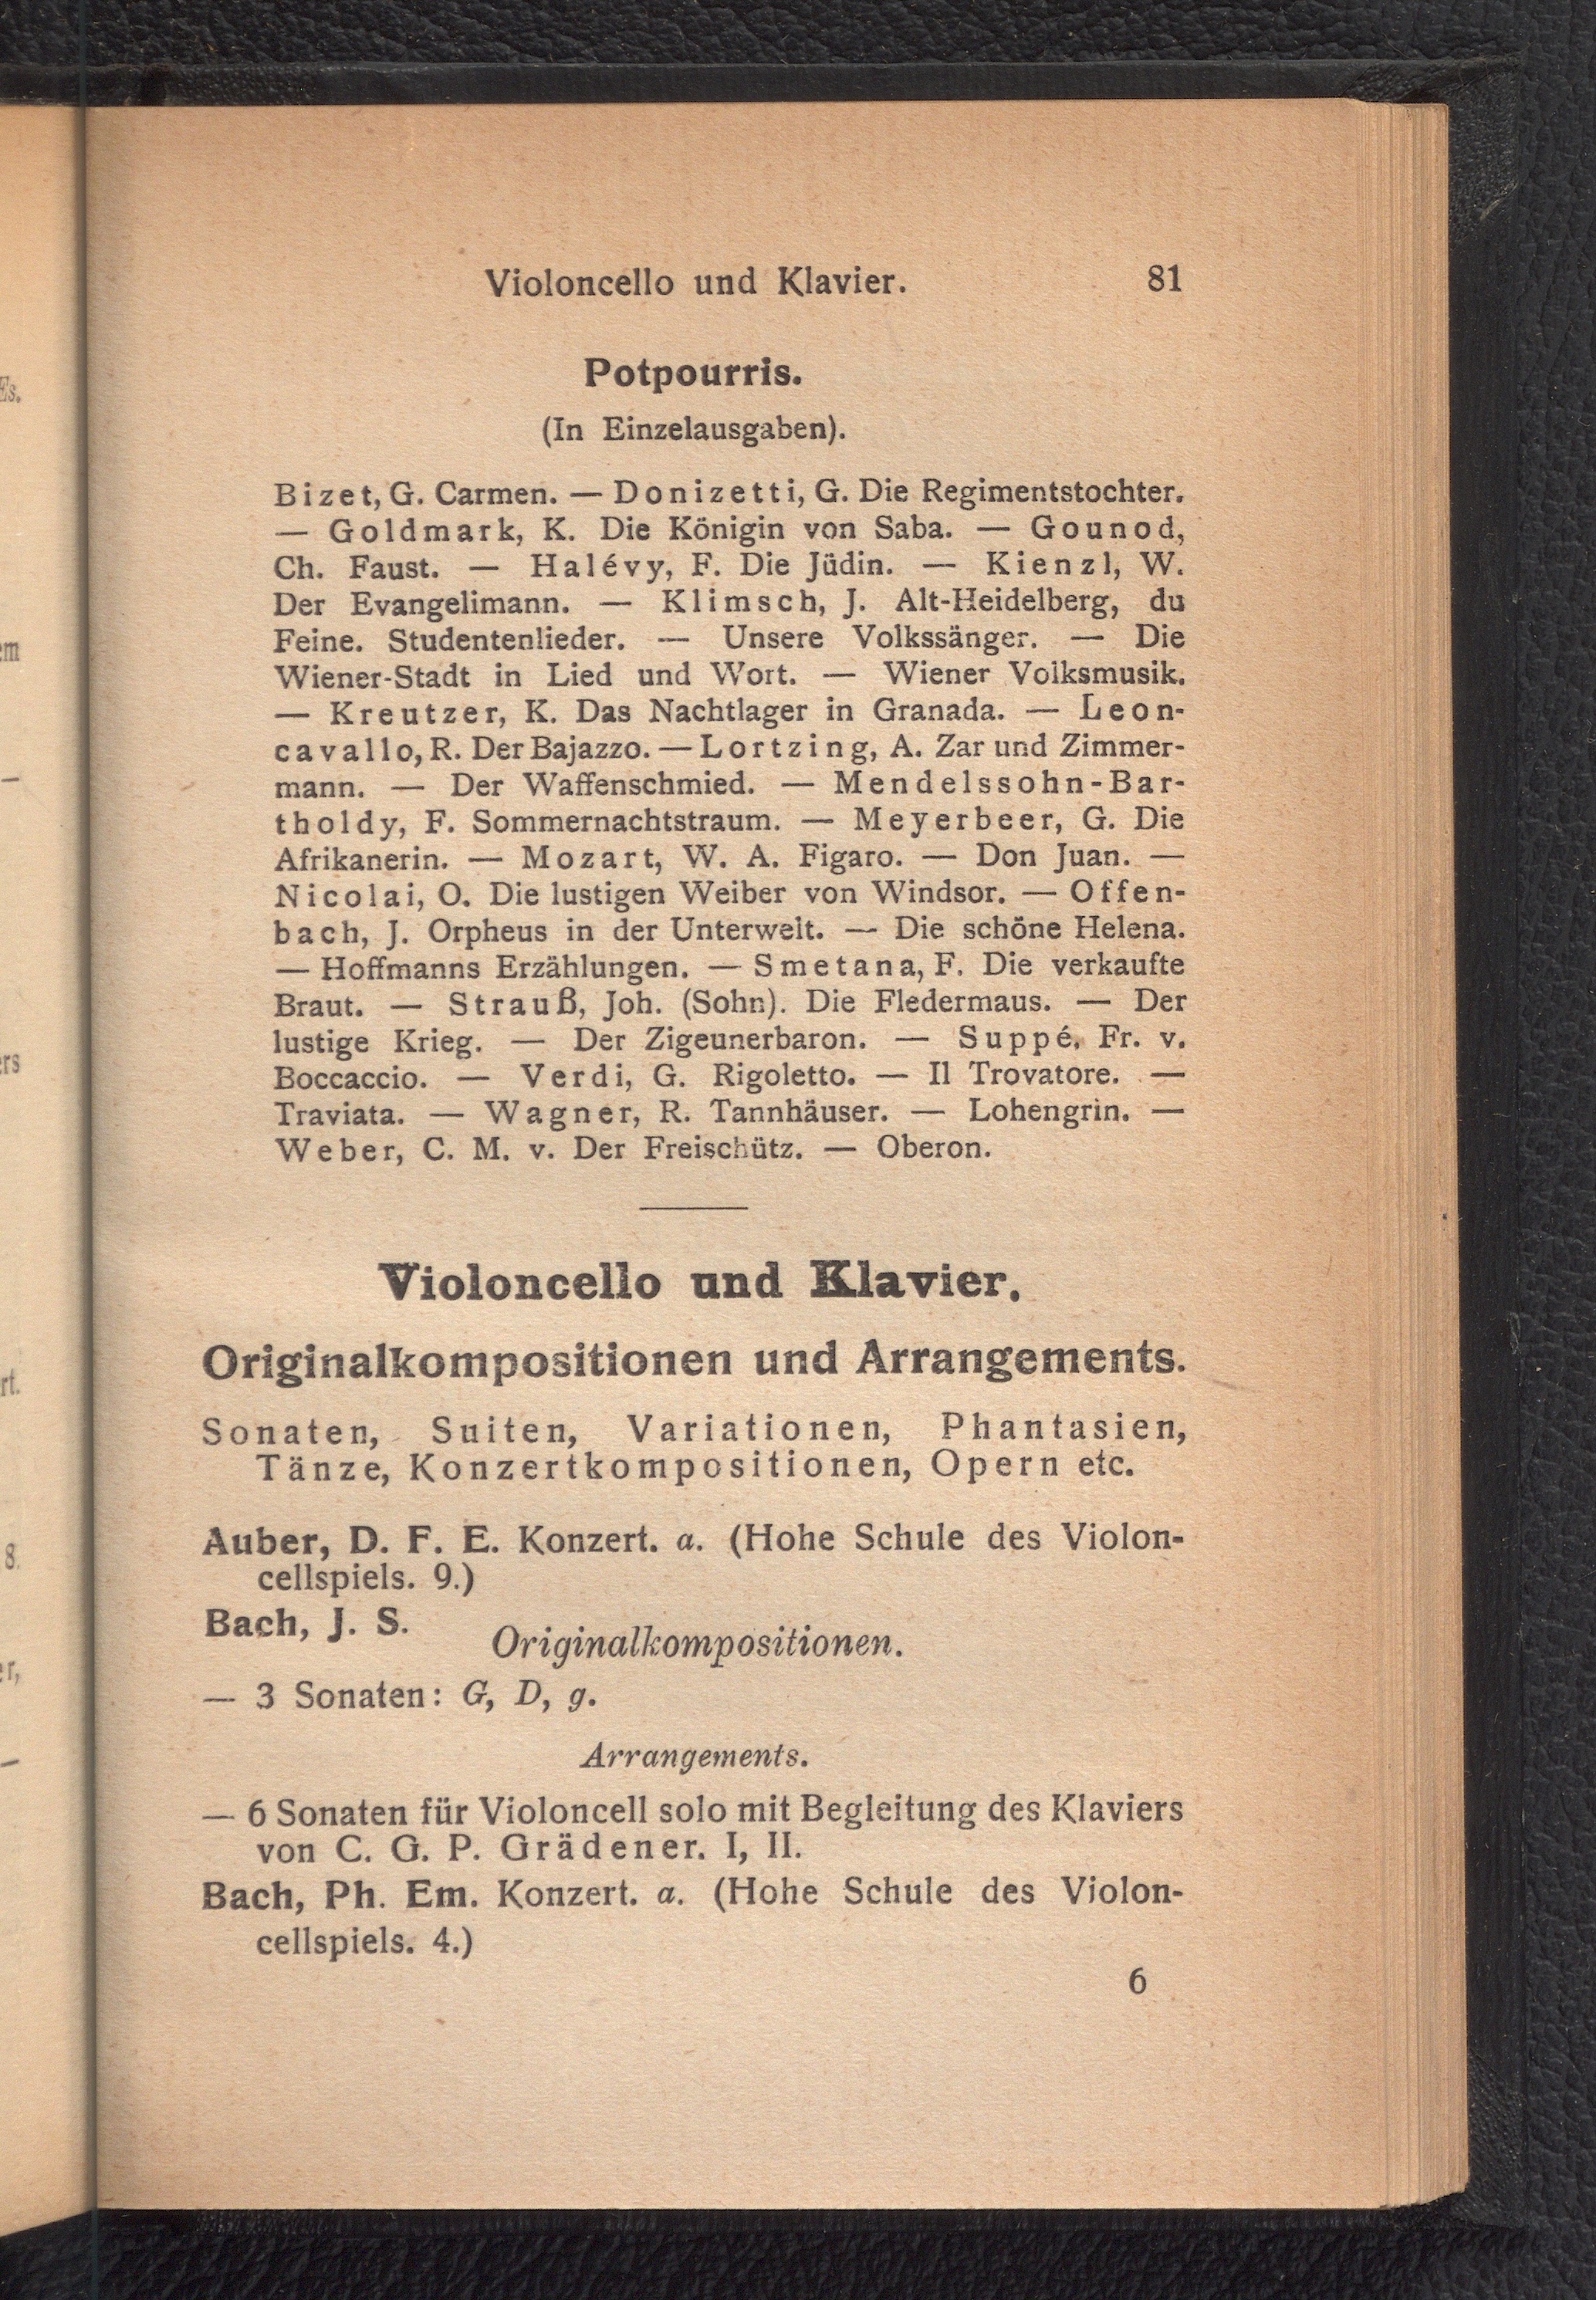 Violoncello und Klavier. 81
Potpourris.
(In Einzelausgaben).
Bizet, G. Carmen. — Donizetti, G. Die Regimentstochter.
— Goldmark, K. Die Königin von Saba. — Gounod,
Ch. Faust. — Halévy, F. Die Jüdin. — Kienzl, W.
Der Evangelimann. — Klimsch, J. Alt-Heidelberg, du
Feine. Studentenlieder. — Unsere Volkssänger. — Die
Wiener-Stadt in Lied und Wort. — Wiener Volksmusik.
— Kreutzer, K. Das Nachtlager in Granada. — Leon-
cavallo, R. Der Bajazzo. — Lortzing, A. Zar und Zimmer-
mann. — Der Waffenschmied. — Mendelssohn-Bar-
tholdy, F. Sommernachtstraum. — Meyerbeer, G. Die
Afrikanerin. — Mozart, W. A. Figaro. — Don Juan. —
Nicolai, O. Die lustigen Weiber von Windsor. — Offen-
bach, J. Orpheus in der Unterwelt. — Die schöne Helena.
— Hoffmanns Erzählungen. — Smetana, F. Die verkaufte
Braut. — Strauß, Joh. (Sohn). Die Fledermaus. — Der
lustige Krieg. — Der Zigeunerbaron. — Suppé, Fr. v.
Boccaccio. — Verdi, G. Rigoletto. — Il Trovatore. —
Traviata. — Wagner, R. Tannhäuser. — Lohengrin. —
Weber, C. M. v. Der Freischütz. — Oberon.
Violoncello und Klavier.
Originalkompositionen und Arrangements.
Sonaten, Suiten, Variationen, Phantasien,
Tänze, Konzertkompositionen, Opern etc.
Auber, D. F. E. Konzert. a. (Hohe Schule des Violon-
cellspiels. 9.)
Bach, J. S.
Originalkompositionen.
— 3 Sonaten: G, D, g.
Arrangements.
— 6 Sonaten für Violoncell solo mit Begleitung des Klaviers
von C. G. P. Grädener. I, II.
Bach, Ph. Em. Konzert. a. (Hohe Schule des Violon-
cellspiels. 4.)
6